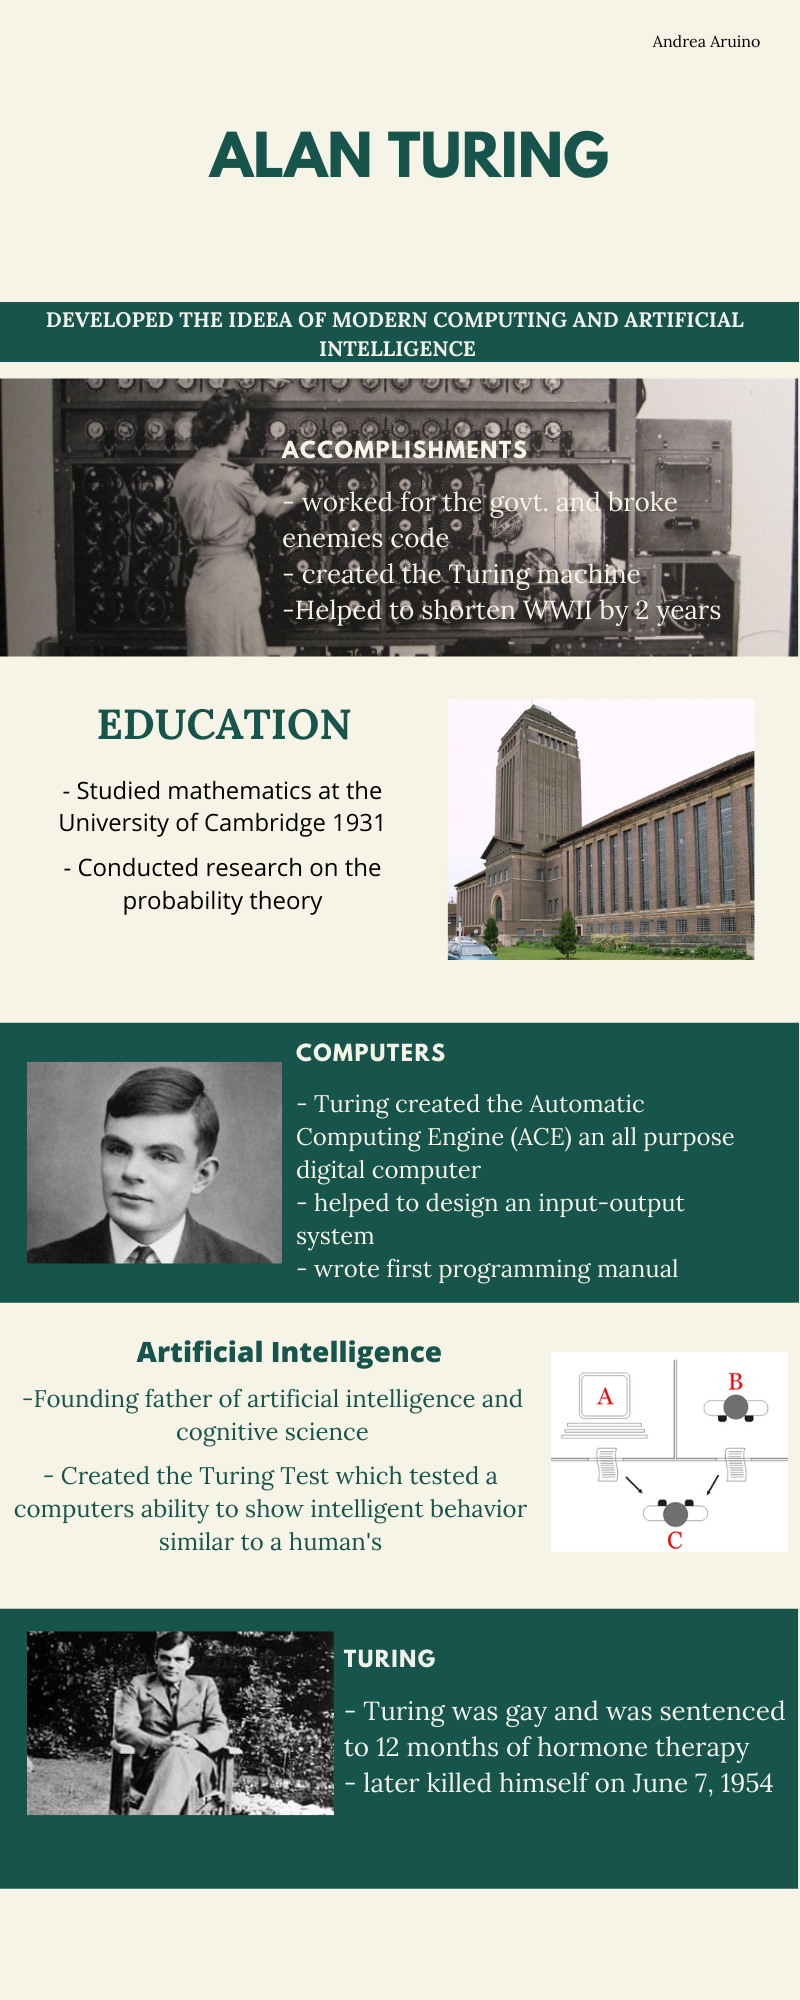 Andrea Aruino
ALAN TURING
DEVELOPED THE IDEEA OF MODERN COMPUTING AND ARTIFICIAL
INTELLIGENCE
ACCOMPLISHMENTS
- worked for the govt. and broke
enemies code
- created the Turing machine
-Helped to shorten WWII by 2 years
EDUCATION
- Studied mathematics at the
University of Cambridge 1931
- Conducted research on the
probability theory
COMPUTERS
- Turing created the Automatic
Computing Engine (ACE) an all purpose
digital computer
- helped to design an input-output
system
- wrote first programming manual
Artificial Intelligence
-Founding father of artificial intelligence and
cognitive science
- Created the Turing Test which tested a
computers ability to show intelligent behavior
similar to a human's
A
B
C
TURING
- Turing was gay and was sentenced
to 12 months of hormone therapy
- later killed himself on June 7, 1954